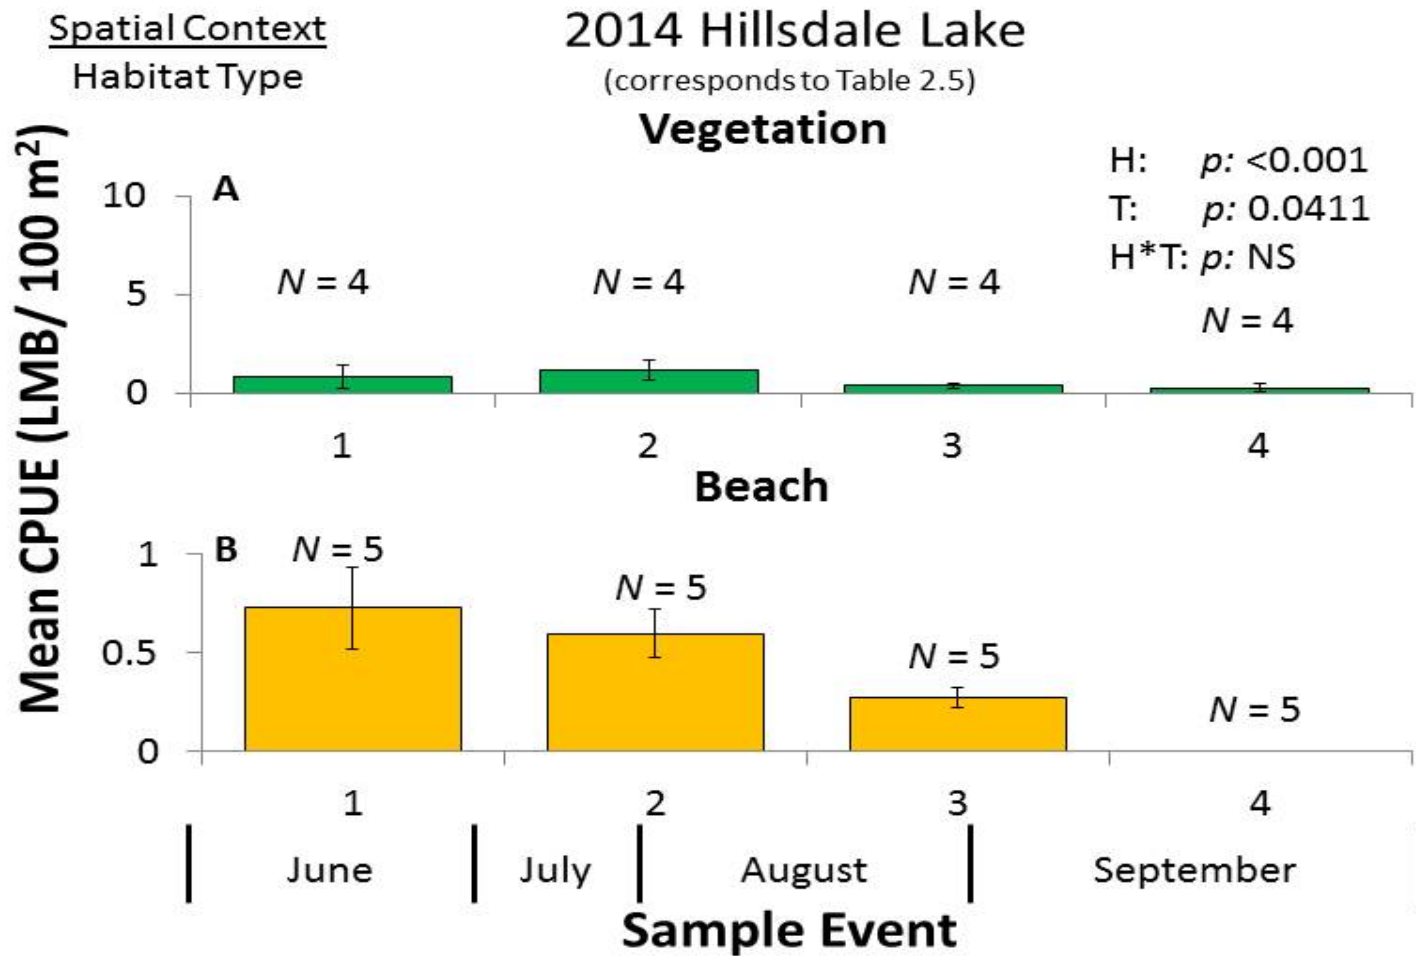 Spatial Context
Habitat Type
2014 Hillsdale Lake
(corresponds to Table 2.5)
Vegetation
H: p: <0.001
T: p: 0.0411
H*T: p: NS
Mean CPUE (LMB/ 100 m²)
A
10
5
0
N = 4
N = 4
N = 4
N = 4
1 2 3 4
Beach
B
1
0.5
0
N = 5
N = 5
N = 5
N = 5
1 2 3 4
June July August September
Sample Event